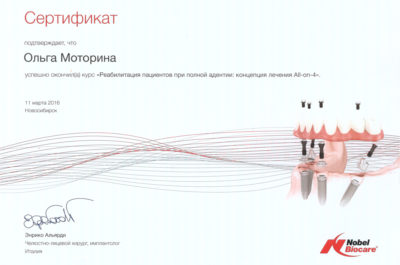 Сертификат
подтверждает, что
Ольга Моторина
успешно окончил(а) курс «Реабилитация пациентов при полной адентии: концепция лечения All-on-4».
11 марта 2016
Новосибирск
Энрико Альярди
Челюстно-лицевой хирург, имплантолог
Италия
Nobel
Biocare®